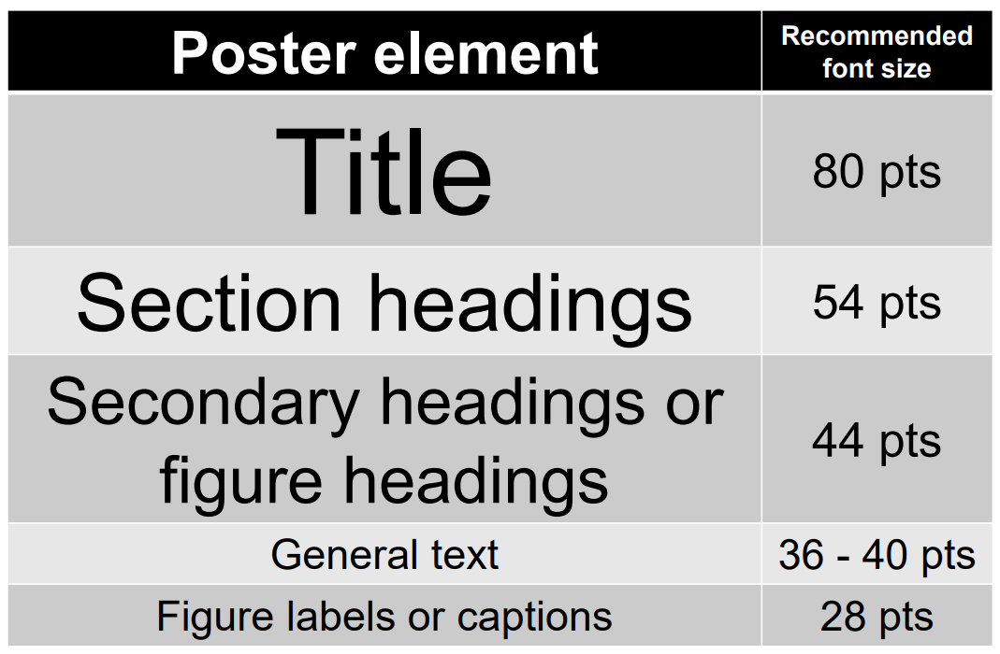 Poster element
Recommended
font size
Title
80 pts
Section headings
54 pts
Secondary headings or
figure headings
44 pts
General text
36 - 40 pts
Figure labels or captions
28 pts